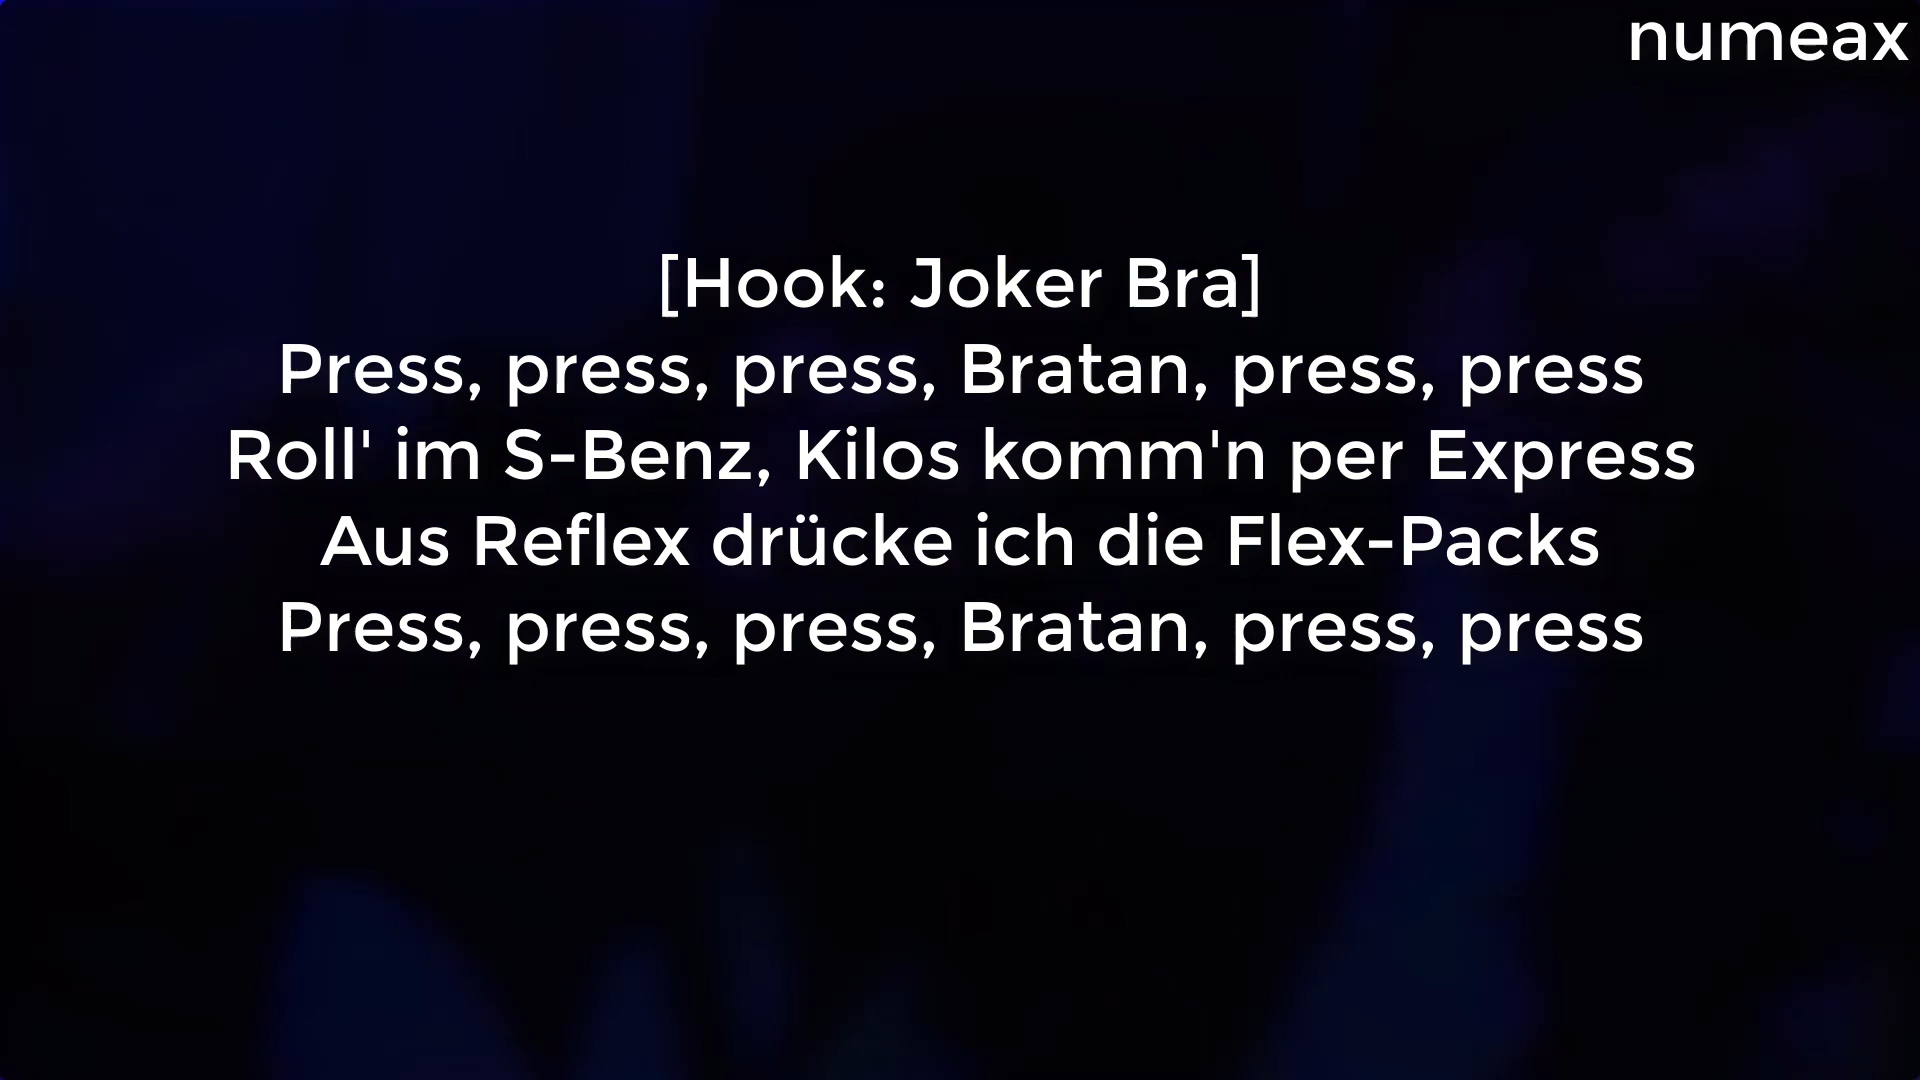 numeax
[Hook: Joker Bra]
Press, press, press, Bratan, press, press
Roll' im S-Benz, Kilos komm'n per Express
Aus Reflex drücke ich die Flex-Packs
Press, press, press, Bratan, press, press